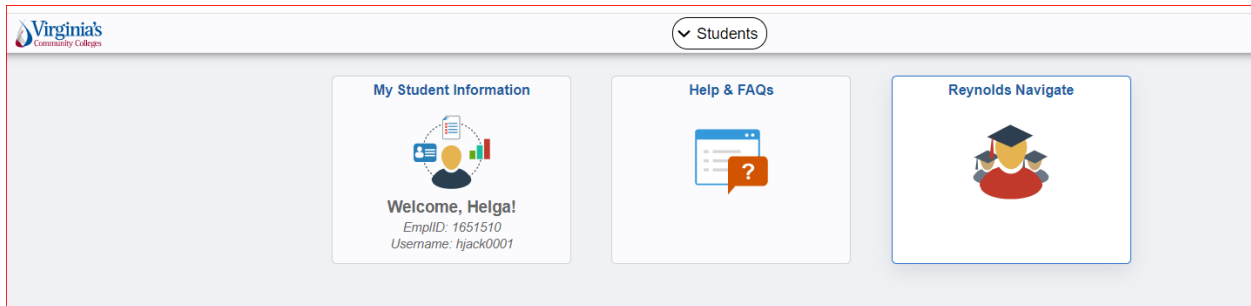 Virginia's
Community Colleges
Students
My Student Information
Welcome, Helga!
EmplID: 1651510
Username: hjack0001
Help & FAQs
?
Reynolds Navigate